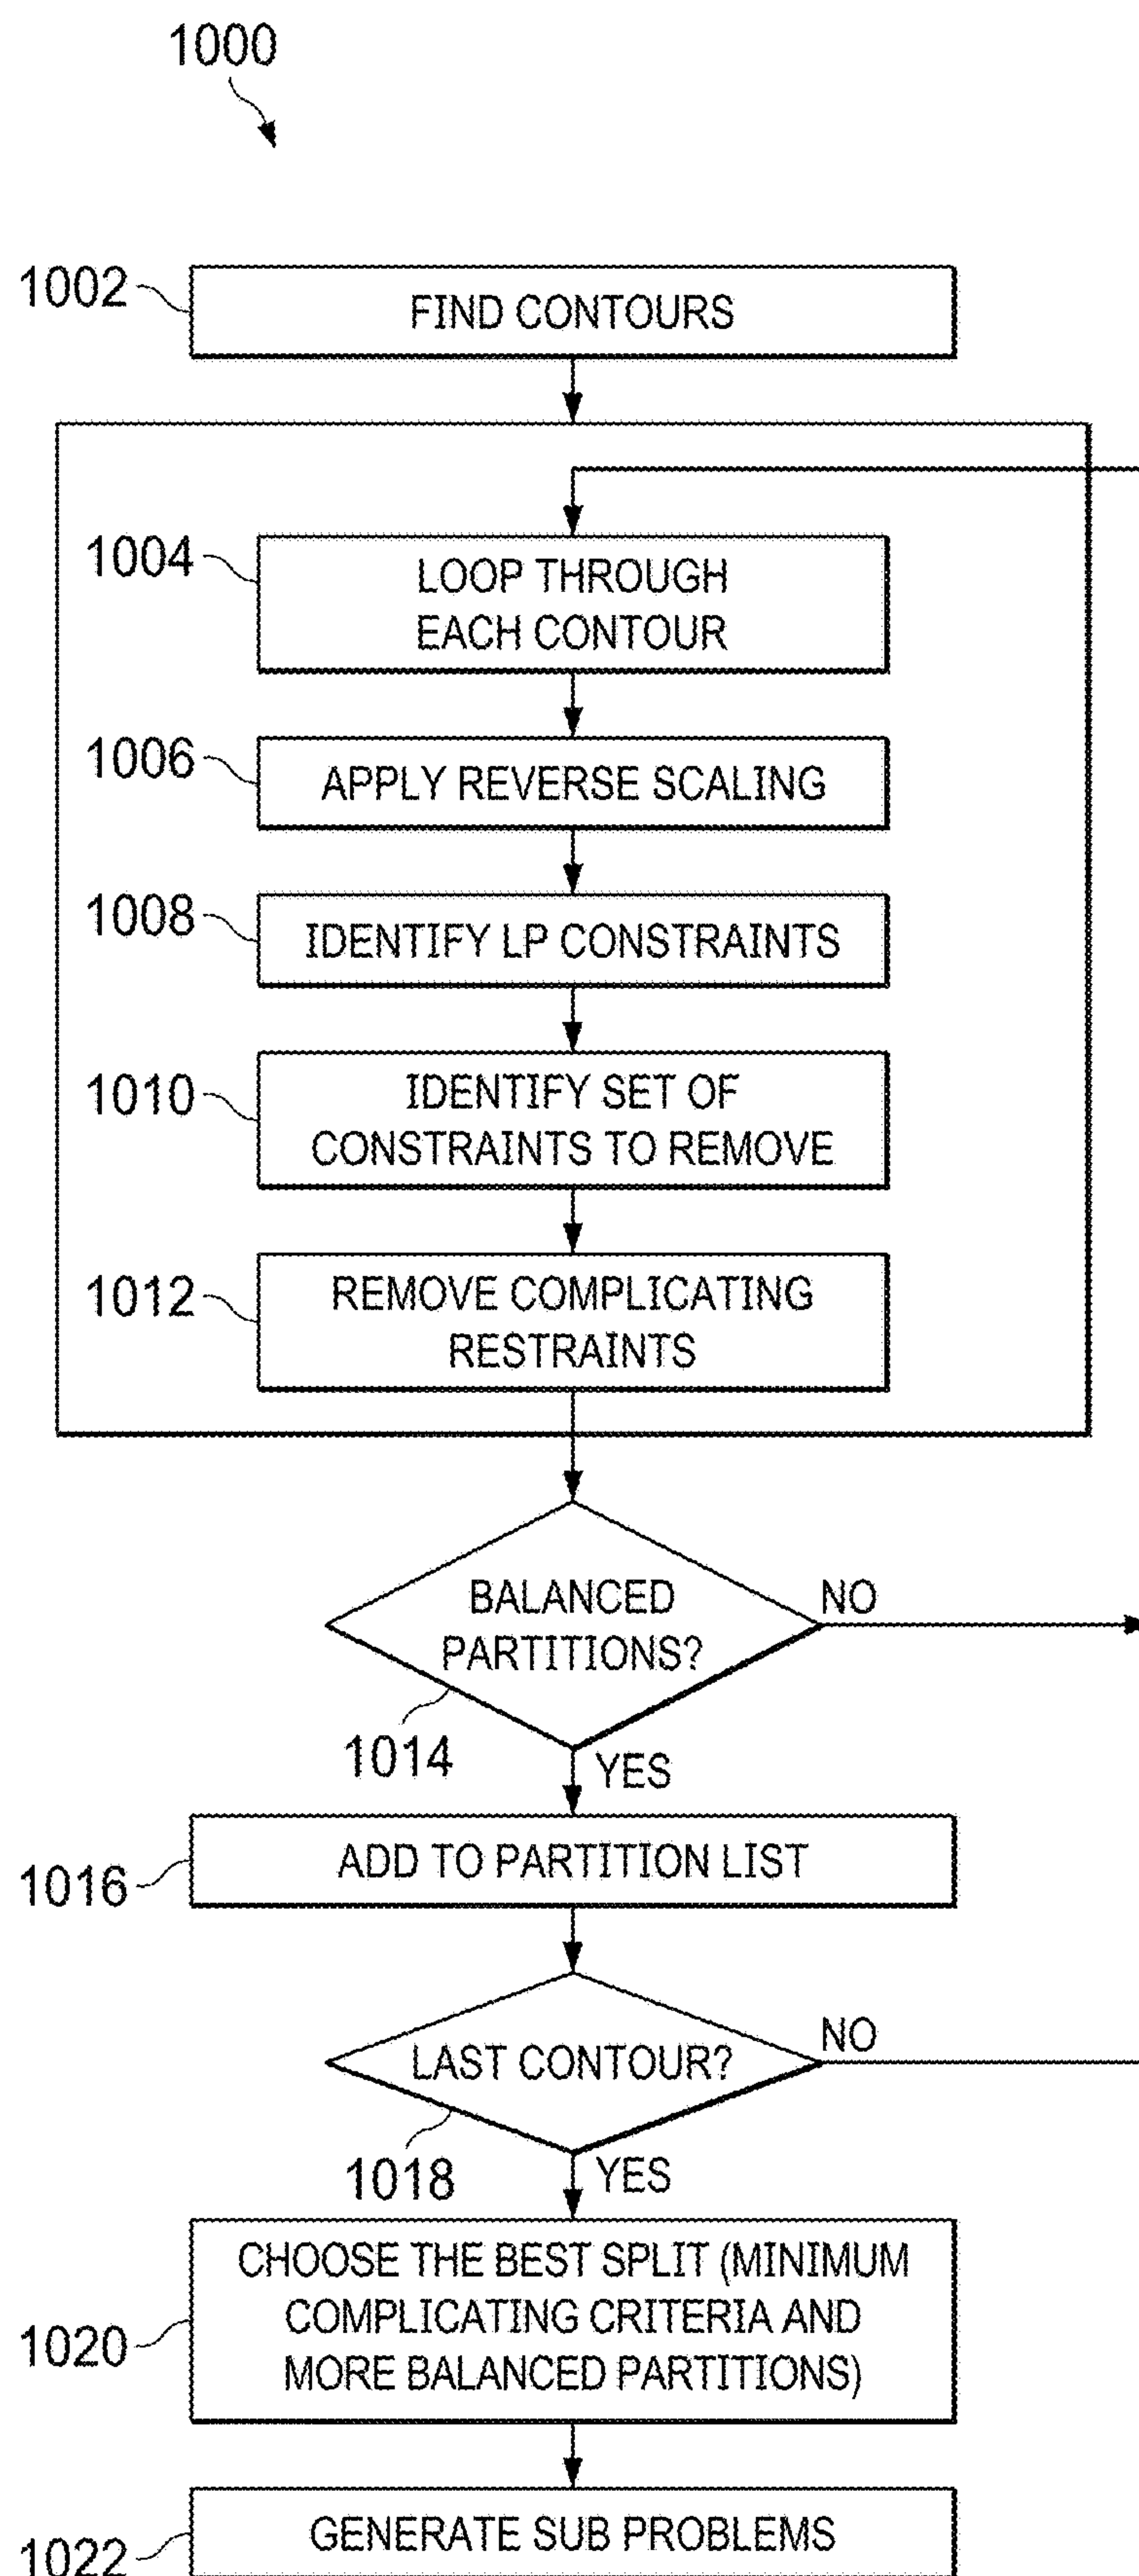 1000
1002
FIND CONTOURS
1004
LOOP THROUGH
EACH CONTOUR
1006
APPLY REVERSE SCALING
1008
IDENTIFY LP CONSTRAINTS
1010
IDENTIFY SET OF
CONSTRAINTS TO REMOVE
1012
REMOVE COMPLICATING
RESTRAINTS
BALANCED
PARTITIONS?
NO
1014
YES
1016
ADD TO PARTITION LIST
LAST CONTOUR?
NO
1018
YES
1020
CHOOSE THE BEST SPLIT (MINIMUM
COMPLICATING CRITERIA AND
MORE BALANCED PARTITIONS)
1022
GENERATE SUB PROBLEMS